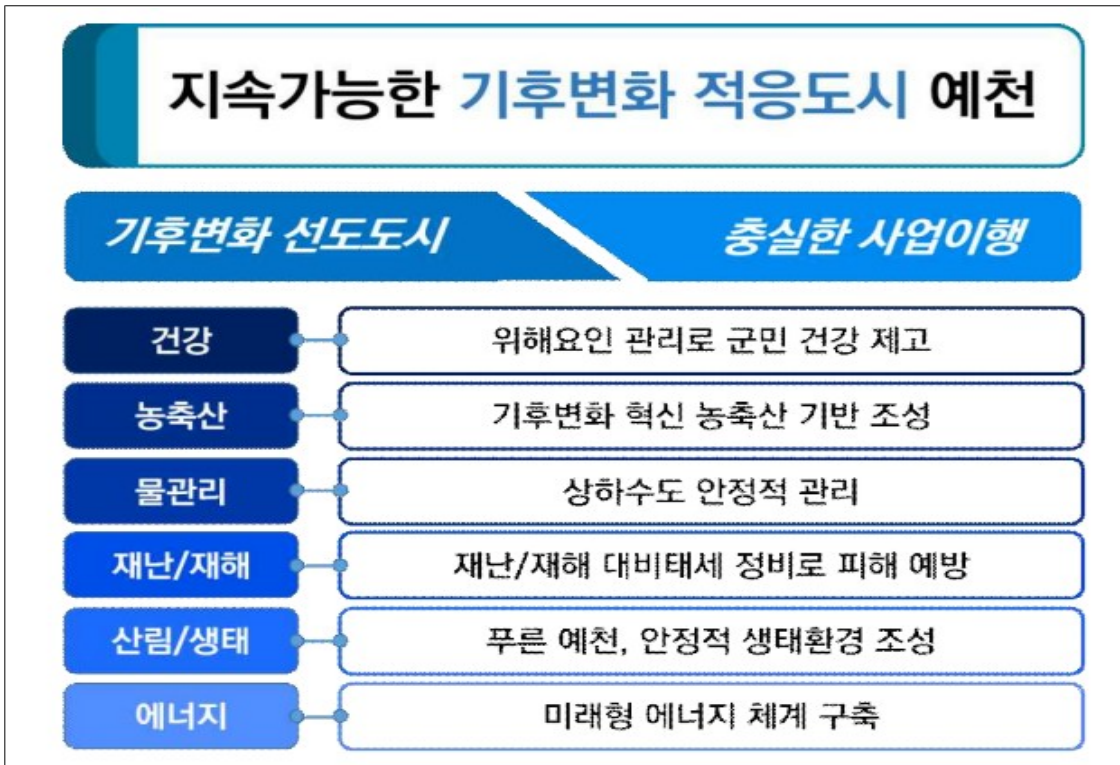 지속가능한 기후변화 적응도시 예천
기후변화 선도도시 충실한 사업이행
건강 위해요인 관리로 군민 건강 제고
농축산 기후변화 혁신 농축산 기반 조성
물관리 상하수도 안정적 관리
재난/재해 재난/재해 대비태세 정비로 피해 예방
산림/생태 푸른 예천, 안정적 생태환경 조성
에너지 미래형 에너지 체계 구축